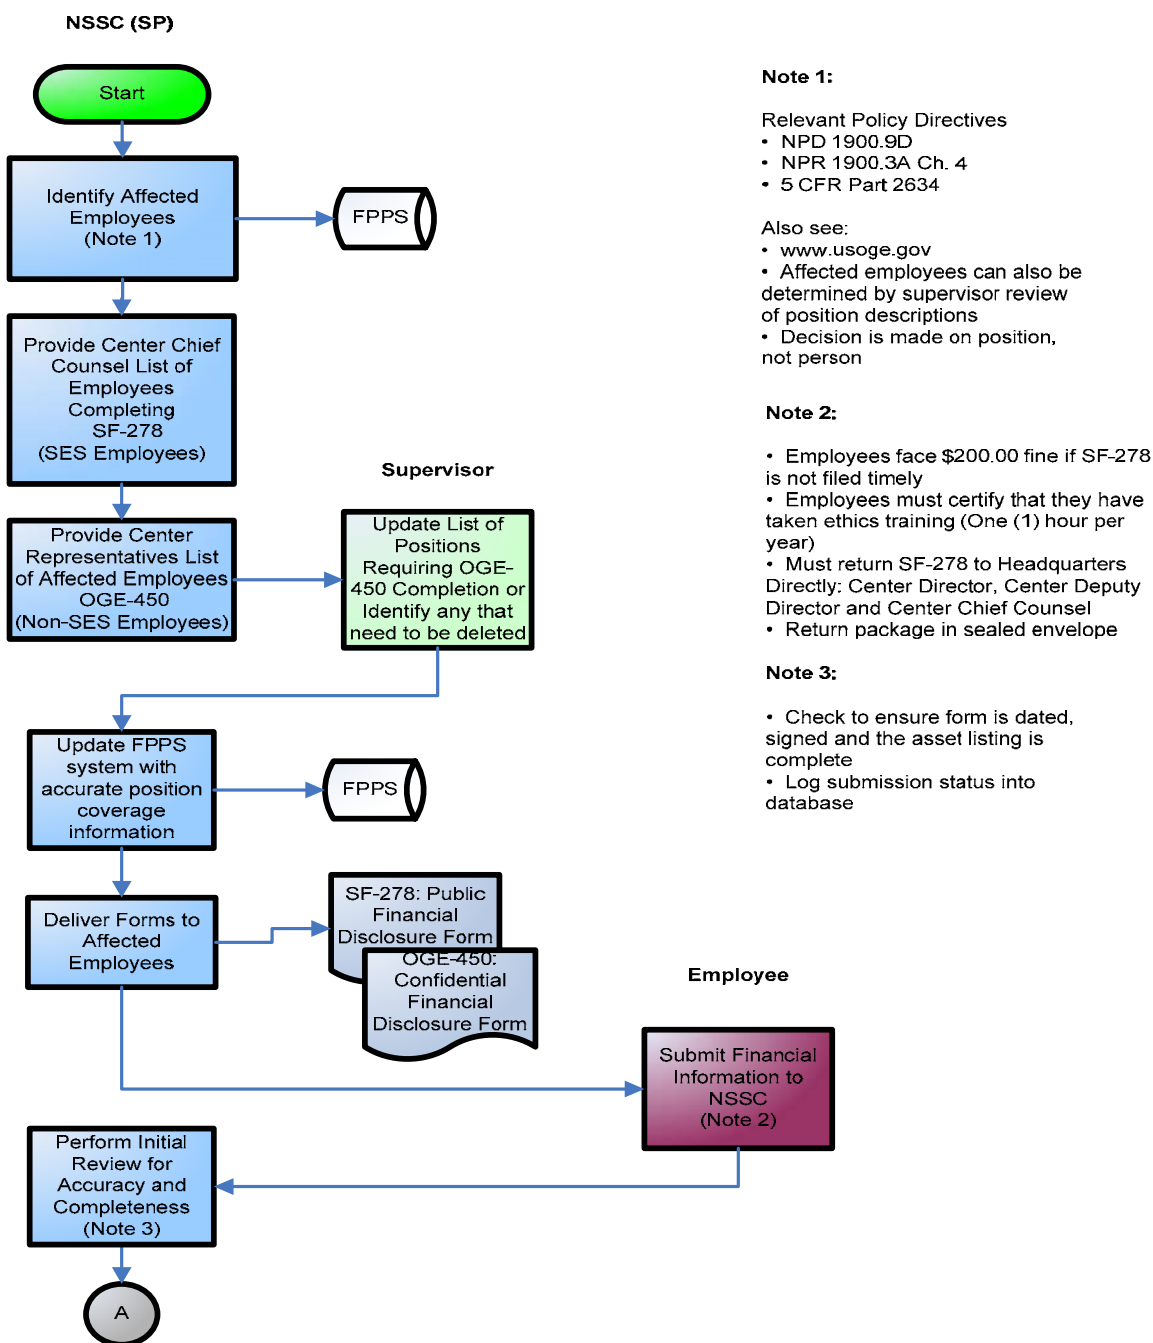 NSSC (SP)
Start
Identify Affected
Employees
(Note 1)
FPPS
Provide Center Chief
Counsel List of
Employees
Completing
SF-278
(SES Employees)
Provide Center
Representatives List
of Affected Employees
OGE-450
(Non-SES Employees)
Supervisor
Update List of
Positions
Requiring OGE-
450 Completion or
Identify any that
need to be deleted
Update FPPS
system with
accurate position
coverage
information
FPPS
Deliver Forms to
Affected
Employees
SF-278: Public
Financial
Disclosure Form
OGE-450:
Confidential
Financial
Disclosure Form
Employee
Submit Financial
Information to
NSSC
(Note 2)
Perform Initial
Review for
Accuracy and
Completeness
(Note 3)
A
Note 1:
Relevant Policy Directives
• NPD 1900.9D
• NPR 1900.3A Ch. 4
• 5 CFR Part 2634
Also see:
• www.usoge.gov
• Affected employees can also be
determined by supervisor review
of position descriptions
• Decision is made on position,
not person
Note 2:
• Employees face $200.00 fine if SF-278
is not filed timely
• Employees must certify that they have
taken ethics training (One (1) hour per
year)
• Must return SF-278 to Headquarters
Directly: Center Director, Center Deputy
Director and Center Chief Counsel
• Return package in sealed envelope
Note 3:
• Check to ensure form is dated,
signed and the asset listing is
complete
• Log submission status into
database